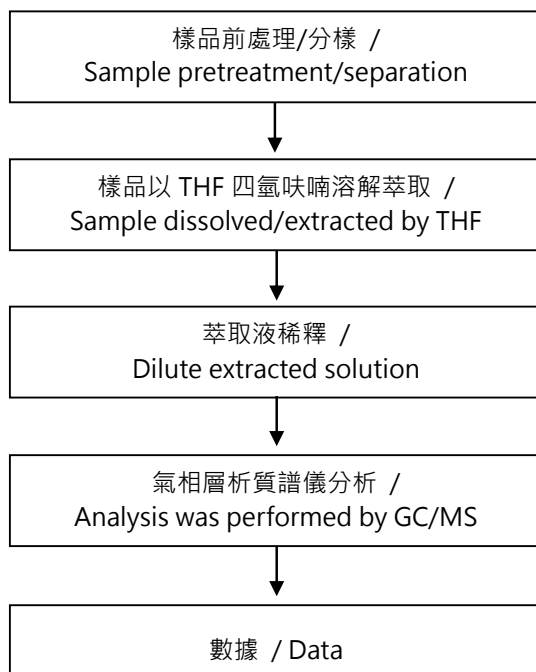 樣品前處理/分樣 /
Sample pretreatment/separation
樣品以 THF 四氫呋喃溶解萃取 /
Sample dissolved/extracted by THF
萃取液稀釋 /
Dilute extracted solution
氣相層析質譜儀分析 /
Analysis was performed by GC/MS
數據 / Data